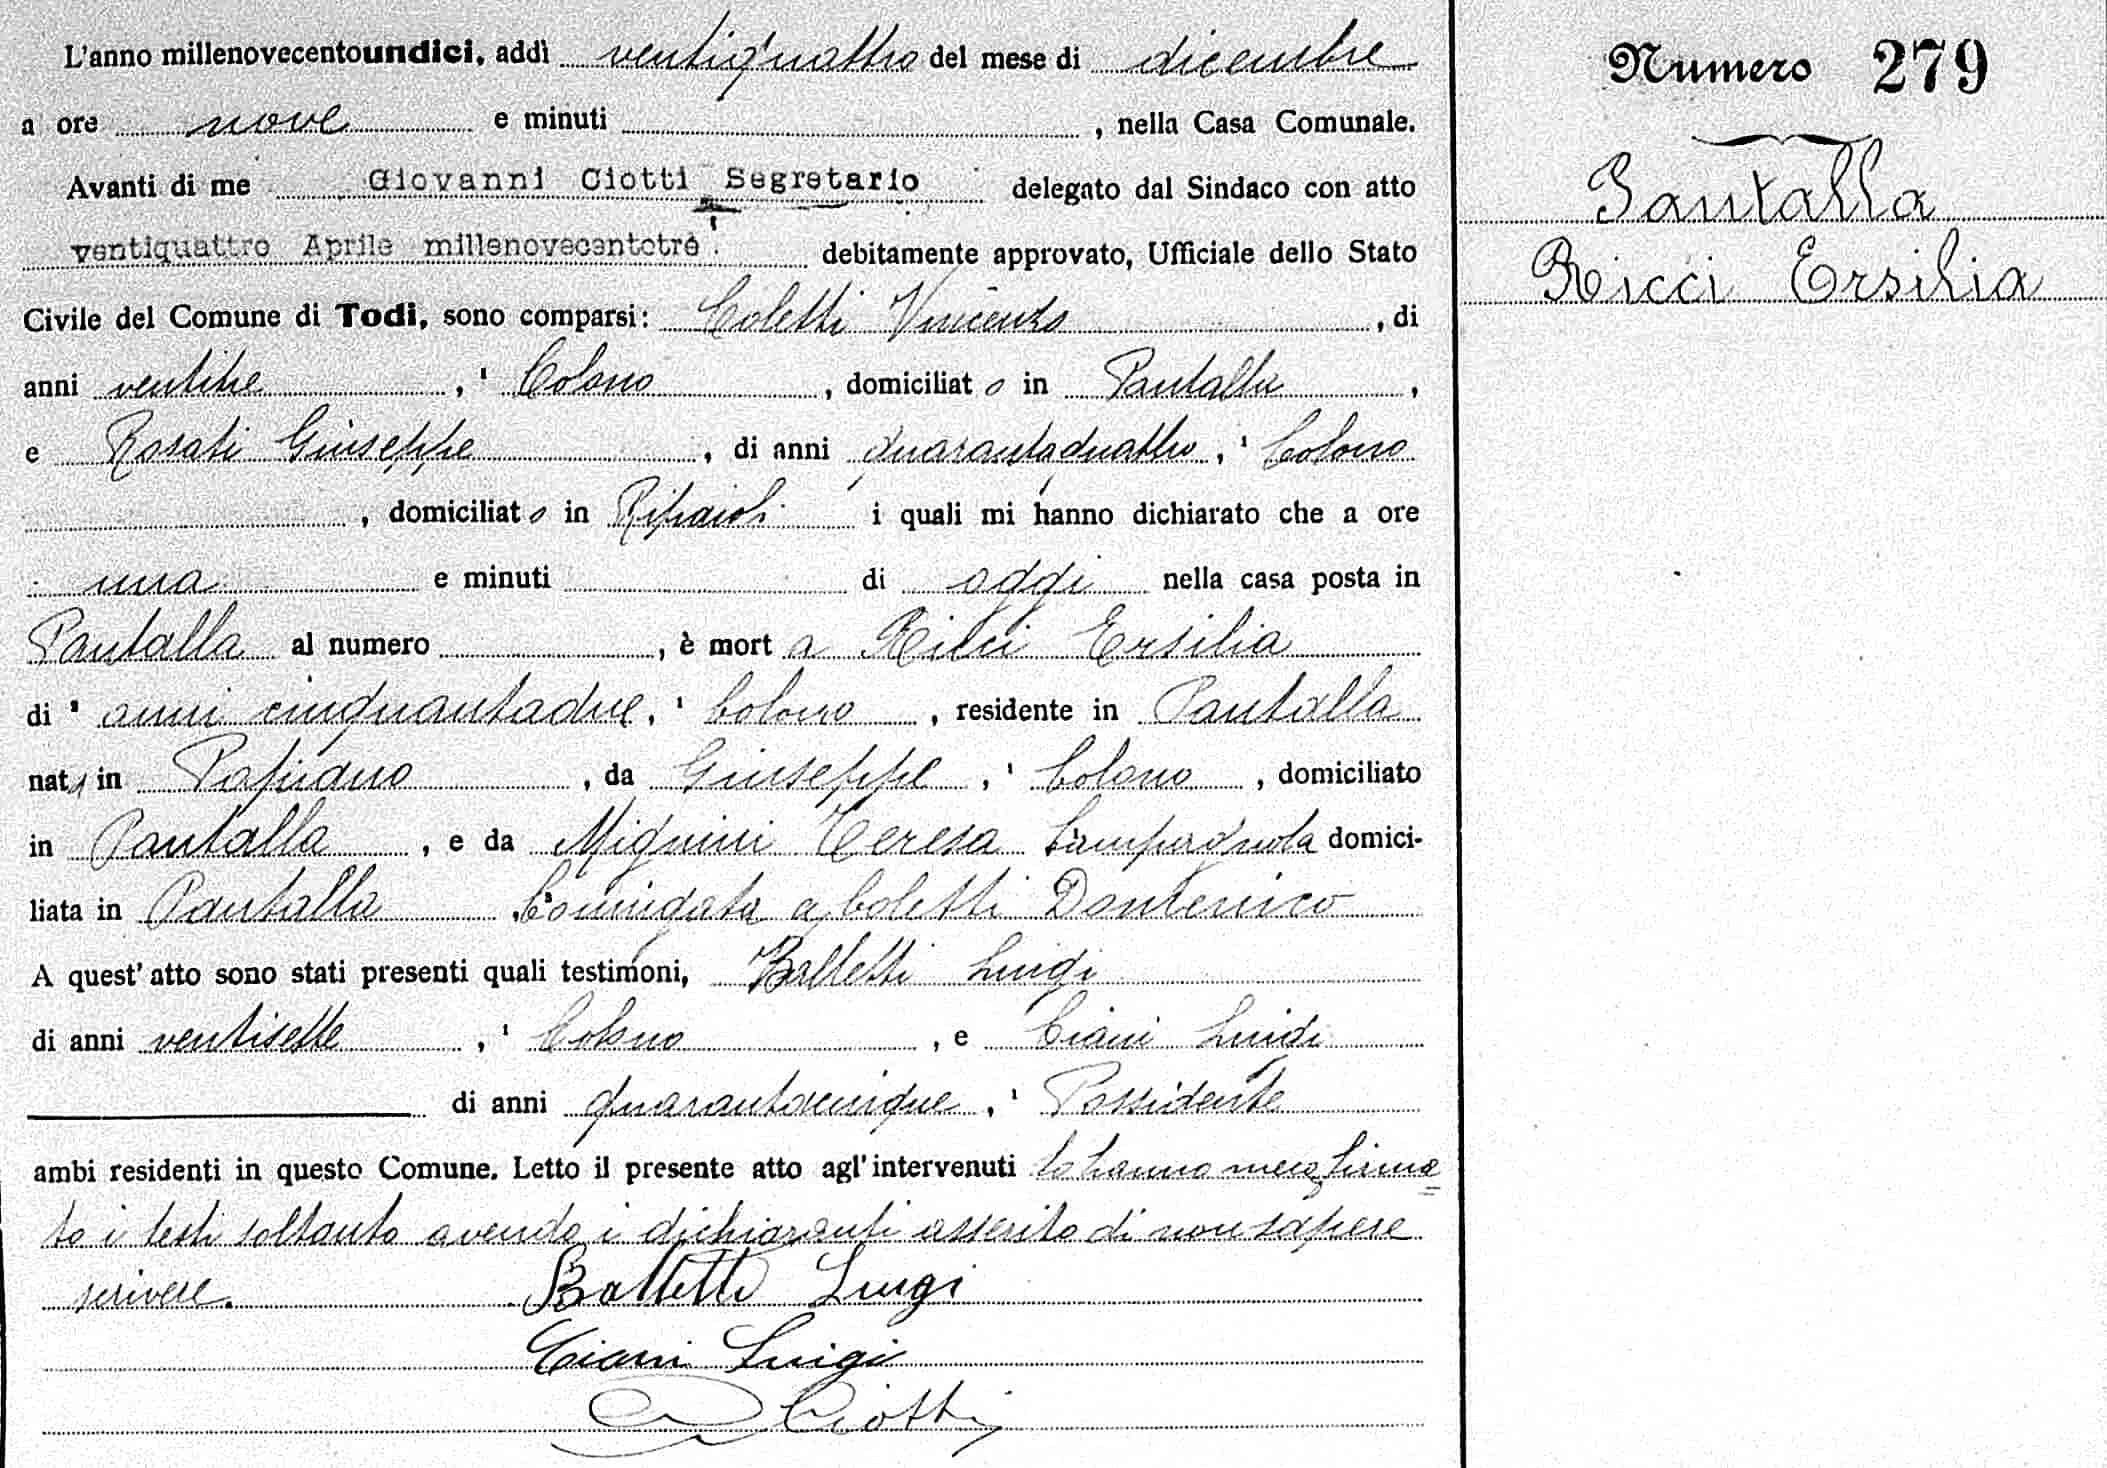 L'anno millenovecentoundici, addì ventiquattro del mese di dicembre
a ore nove e minuti , nella Casa Comunale.
Avanti di me Giovanni Ciotti Segretario delegato dal Sindaco con atto
ventiquattro Aprile millenovecentotrè. debitamente approvato, Ufficiale dello Stato
Civile del Comune di Todi, sono comparsi: Coletti Vincenzo , di
anni ventitre , Colono , domiciliato in Pantalla ,
e Rosati Giuseppe , di anni quarantaquattro , Colono
, domiciliato in Ripaioli i quali mi hanno dichiarato che a ore
una e minuti di oggi nella casa posta in
Pantalla al numero , è morta Ricci Ersilia
di anni cinquantadue, Colono , residente in Pantalla
nata in Papiano , da Giuseppe , Colono , domiciliato
in Pantalla , e da Mignini Teresa Campagnola domici-
liata in Pantalla , Coniugata a Coletti Domenico
A quest'atto sono stati presenti quali testimoni, Balletti Luigi
di anni ventisette , Colono , e Ciani Luigi
di anni quarantacinque , Possidente
ambi residenti in questo Comune. Letto il presente atto agl'intervenuti lo hanno meco firma=
to i testi soltanto avendo i dichiaranti asserito di non sapere
scrivere. Balletti Luigi
Ciani Luigi
Ciotti
Numero 279
Pantalla
Ricci Ersilia